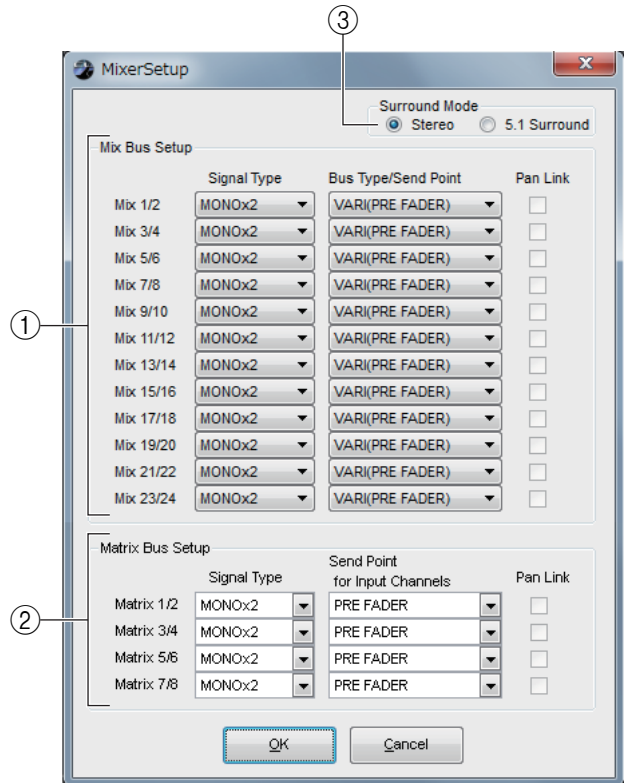 ③
MixerSetup
Surround Mode
Stereo 5.1 Surround
①
Mix Bus Setup
Signal Type Bus Type/Send Point Pan Link
Mix 1/2 MONOx2 VARI(PRE FADER)
Mix 3/4 MONOx2 VARI(PRE FADER)
Mix 5/6 MONOx2 VARI(PRE FADER)
Mix 7/8 MONOx2 VARI(PRE FADER)
Mix 9/10 MONOx2 VARI(PRE FADER)
Mix 11/12 MONOx2 VARI(PRE FADER)
Mix 13/14 MONOx2 VARI(PRE FADER)
Mix 15/16 MONOx2 VARI(PRE FADER)
Mix 17/18 MONOx2 VARI(PRE FADER)
Mix 19/20 MONOx2 VARI(PRE FADER)
Mix 21/22 MONOx2 VARI(PRE FADER)
Mix 23/24 MONOx2 VARI(PRE FADER)
②
Matrix Bus Setup
Send Point
Signal Type for Input Channels Pan Link
Matrix 1/2 MONOx2 PRE FADER
Matrix 3/4 MONOx2 PRE FADER
Matrix 5/6 MONOx2 PRE FADER
Matrix 7/8 MONOx2 PRE FADER
OK Cancel